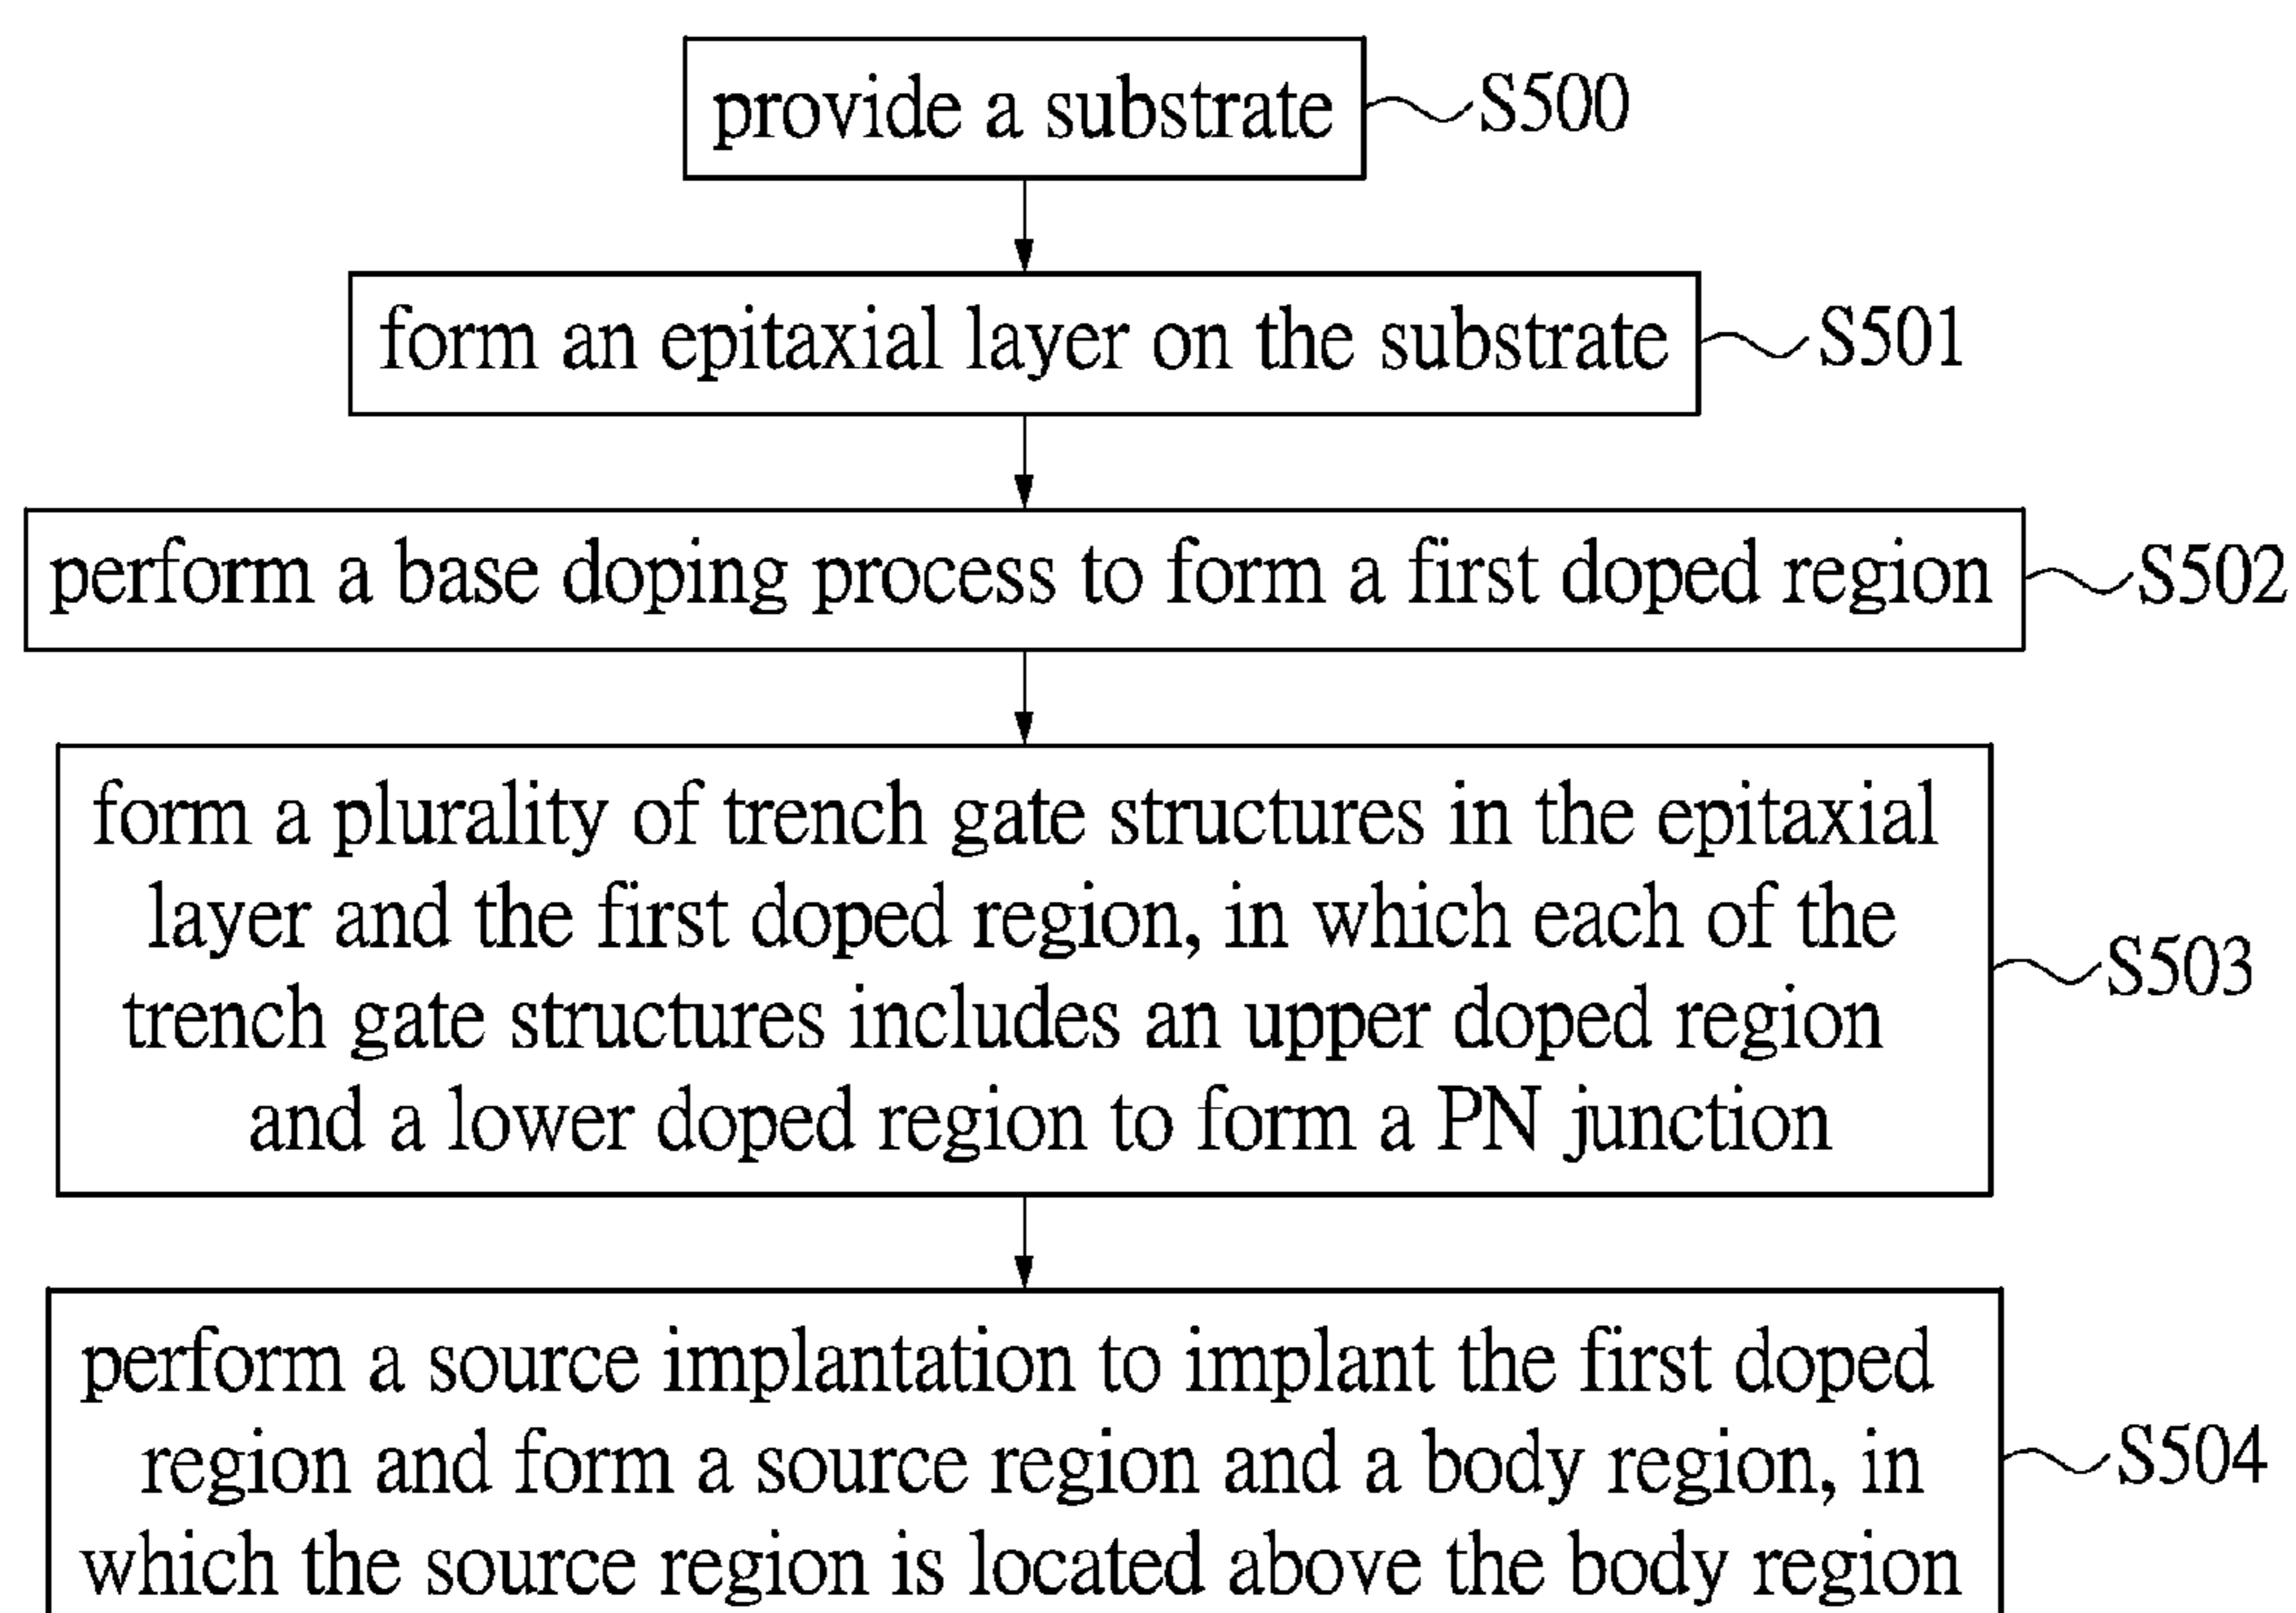 provide a substrate
S500
form an epitaxial layer on the substrate
S501
perform a base doping process to form a first doped region
S502
form a plurality of trench gate structures in the epitaxial
layer and the first doped region, in which each of the
trench gate structures includes an upper doped region
and a lower doped region to form a PN junction
S503
perform a source implantation to implant the first doped
region and form a source region and a body region, in
which the source region is located above the body region
S504